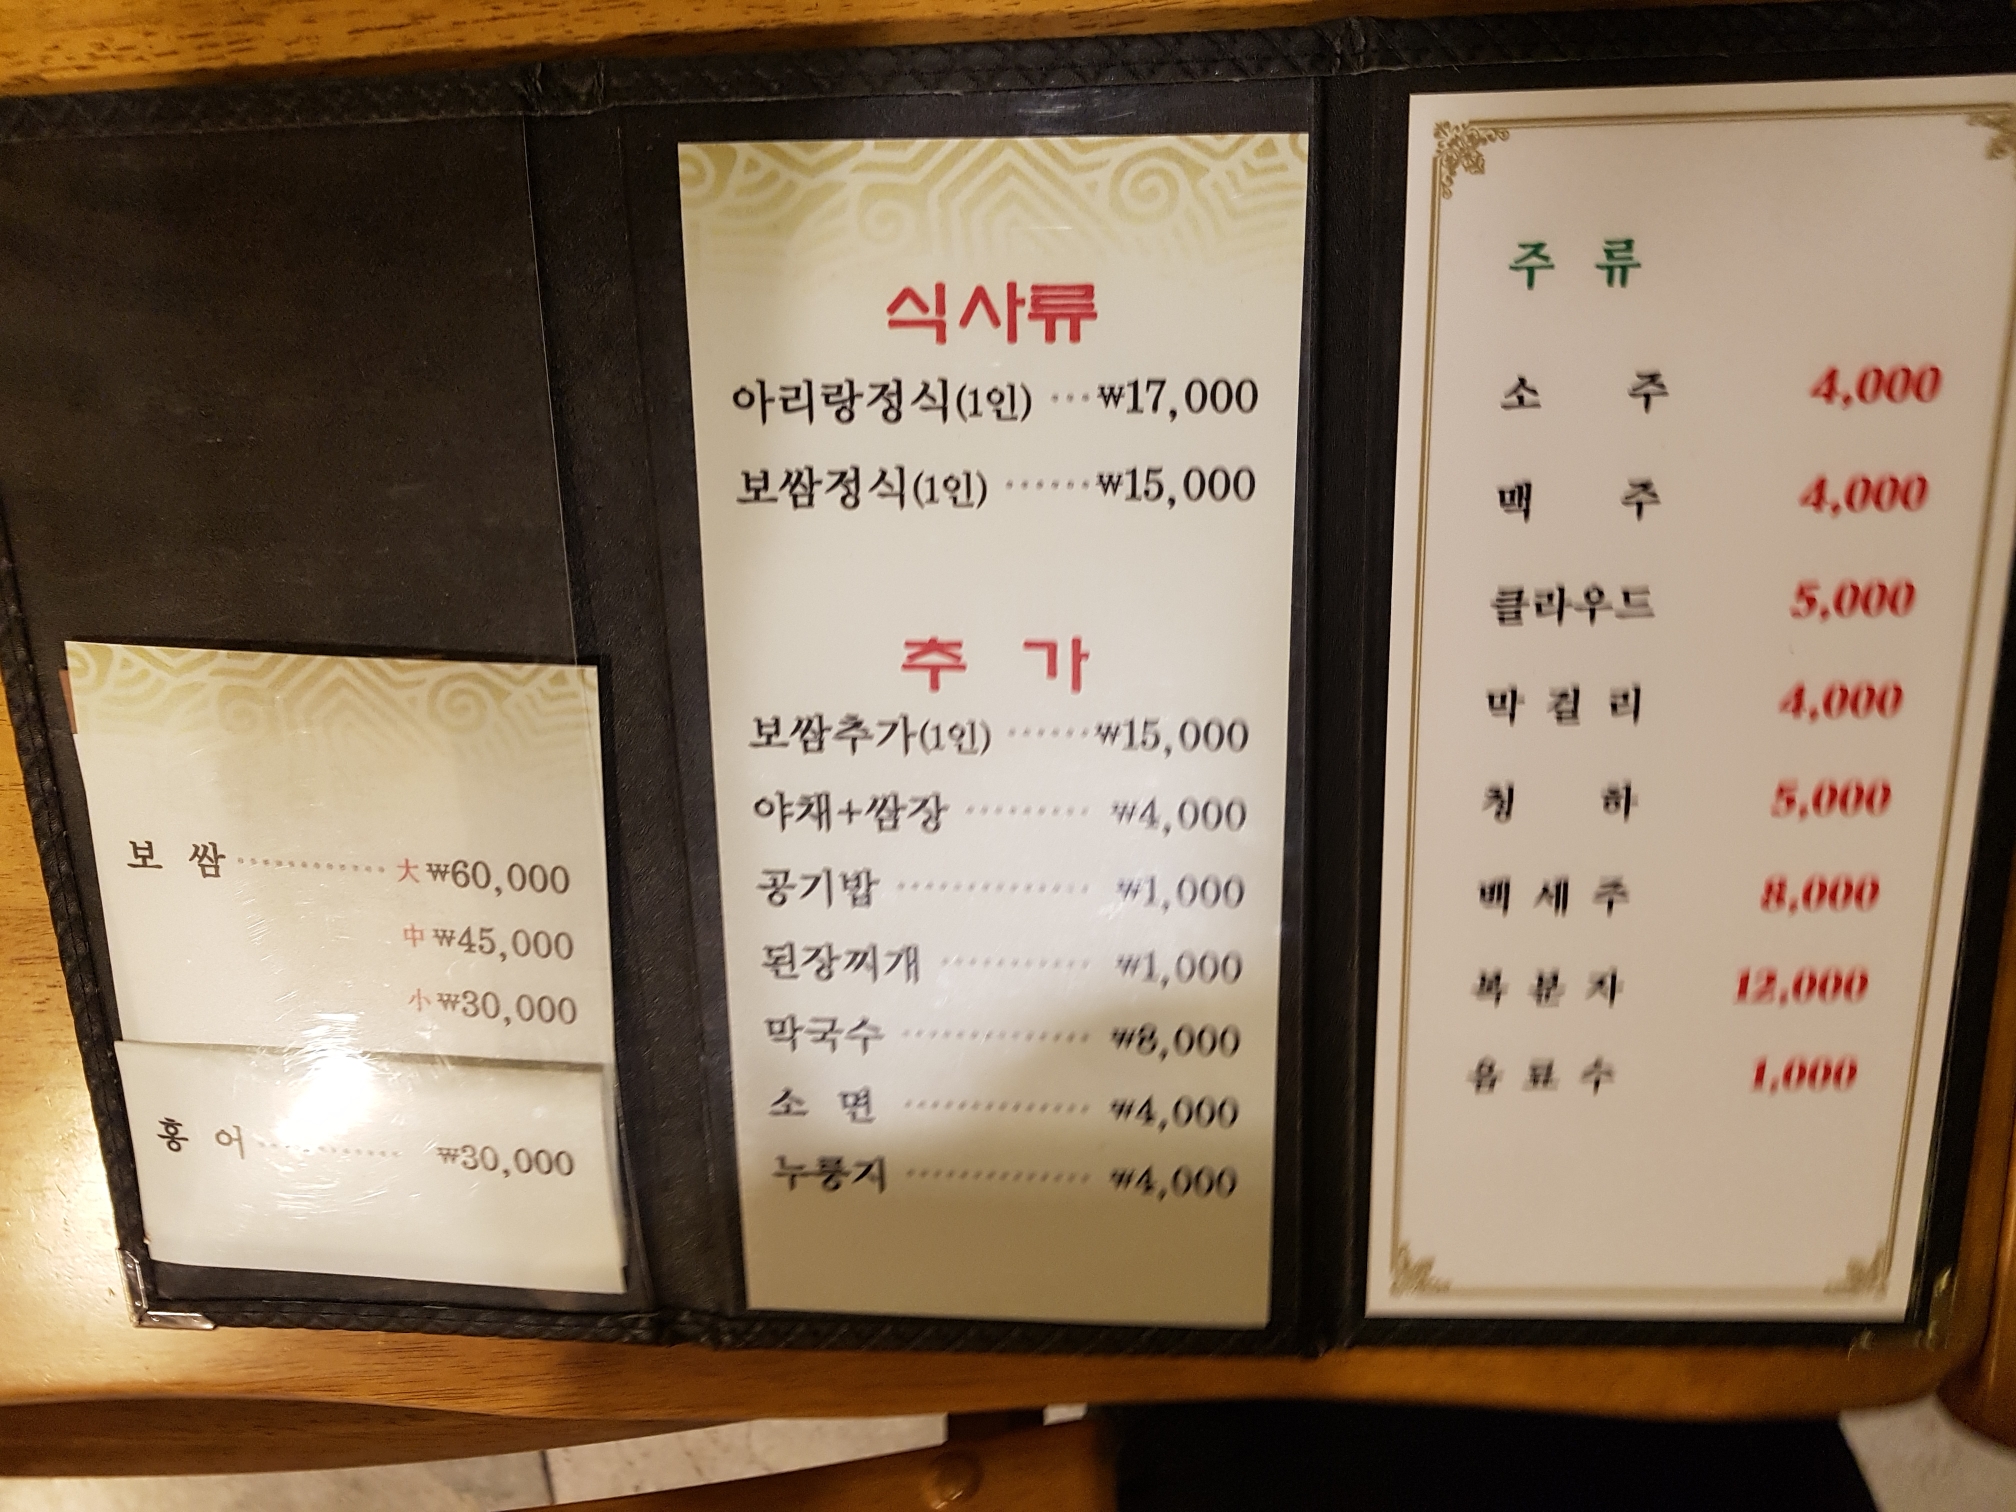 보 쌈 ············ 大 ₩60,000
中 ₩45,000
小 ₩30,000
홍 어 ············ ₩30,000
식사류
아리랑정식(1인) ··· ₩17,000
보쌈정식(1인) ······ ₩15,000
추 가
보쌈추가(1인) ······ ₩15,000
야채+쌈장 ········· ₩4,000
공기밥 ·············· ₩1,000
된장찌개 ··········· ₩1,000
막국수 ·············· ₩8,000
소 면 ·············· ₩4,000
누룽지 ·············· ₩4,000
주 류
소 주 4,000
맥 주 4,000
클라우드 5,000
막 걸 리 4,000
청 하 5,000
백 세 주 8,000
복 분 자 12,000
음 료 수 1,000